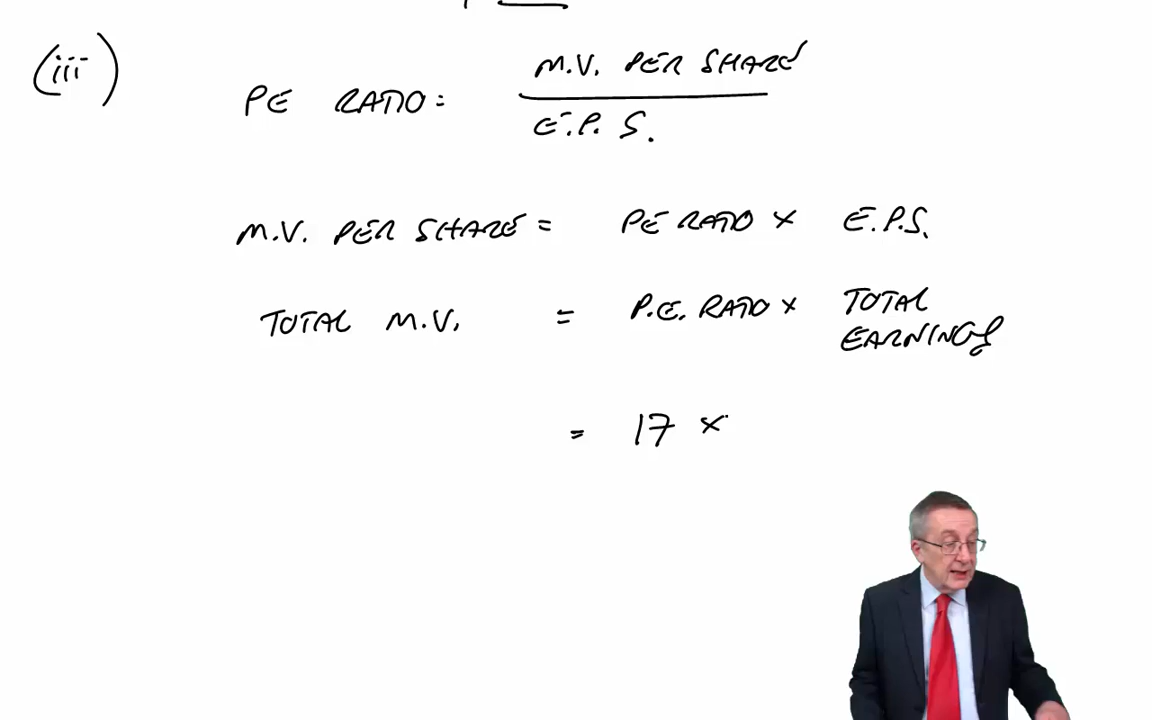 (iii)
PE RATIO = M.V. PER SHARE
E.P.S.
M.V. PER SHARE = PE RATIO × E.P.S.
TOTAL M.V. = P.E. RATIO × TOTAL
EARNINGS
= 17 ×